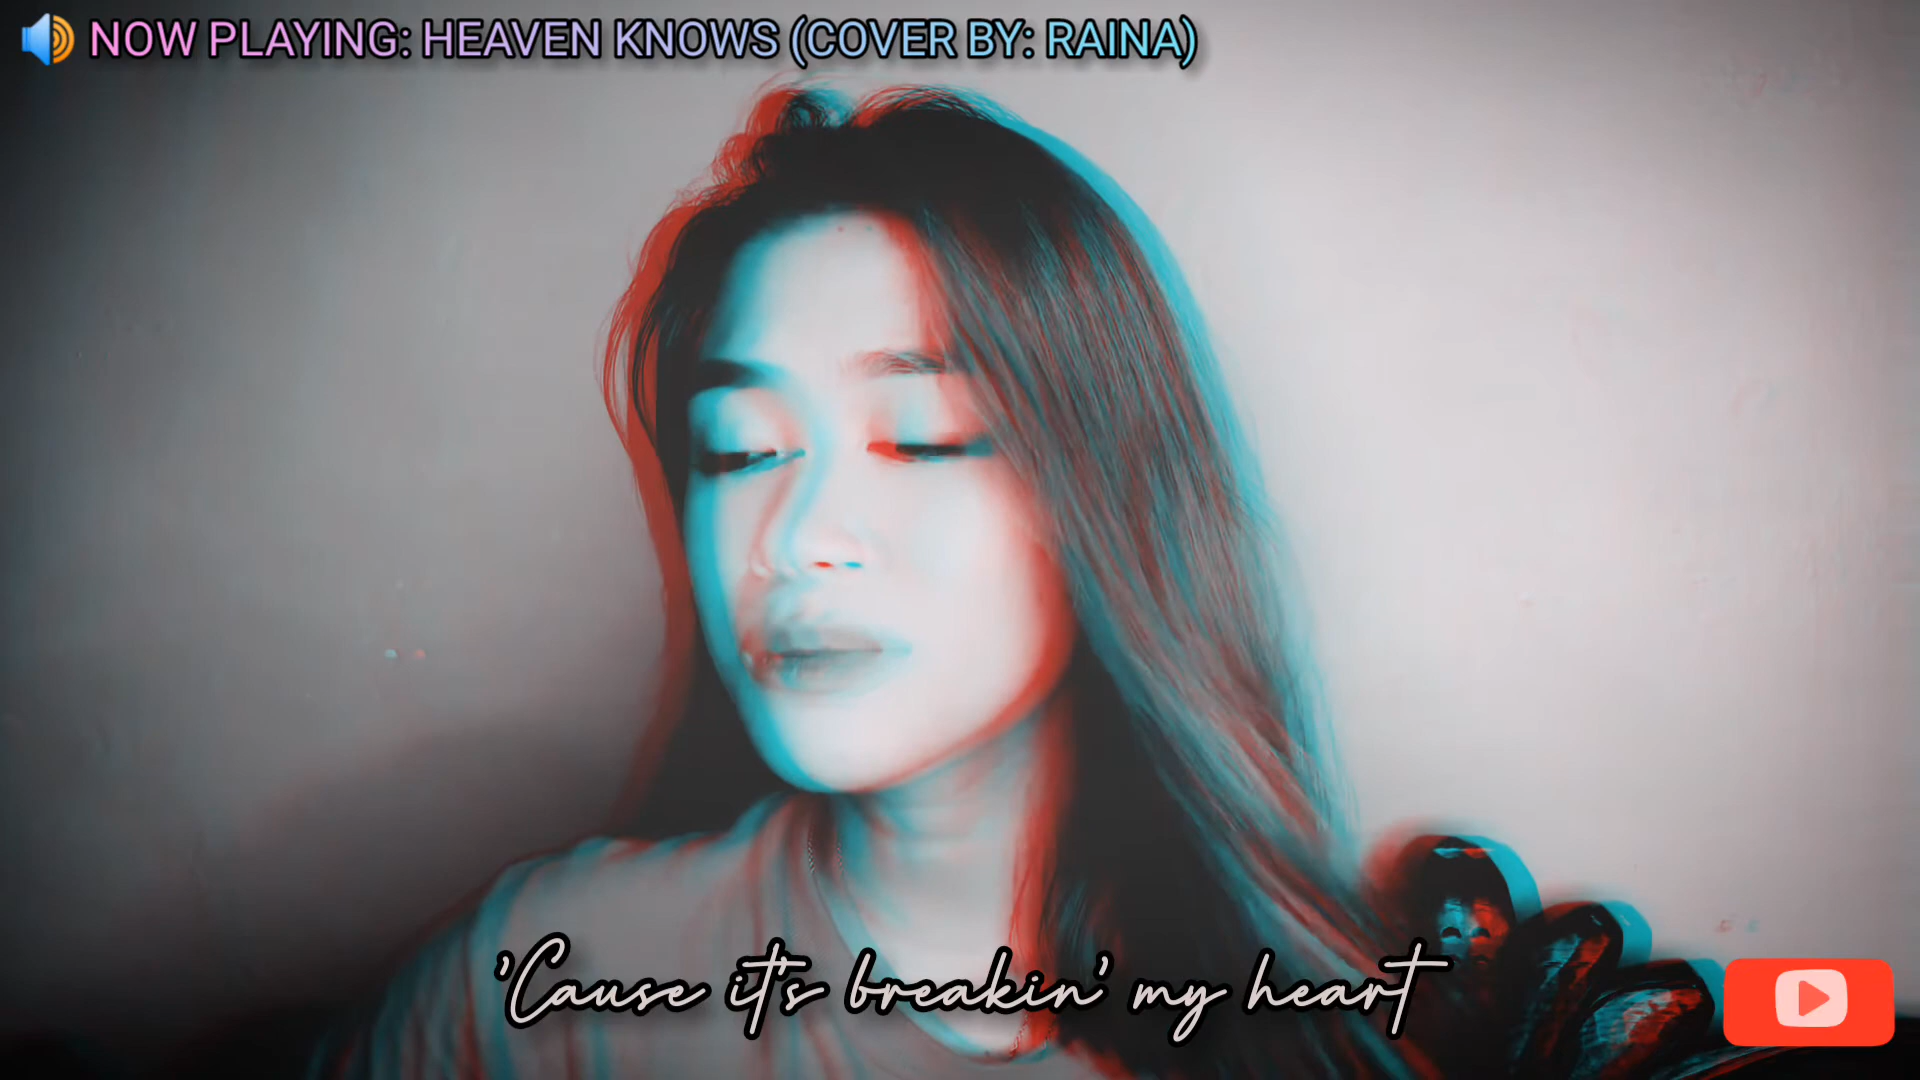 🔊 NOW PLAYING: HEAVEN KNOWS (COVER BY: RAINA)
'Cause it's breakin' my heart